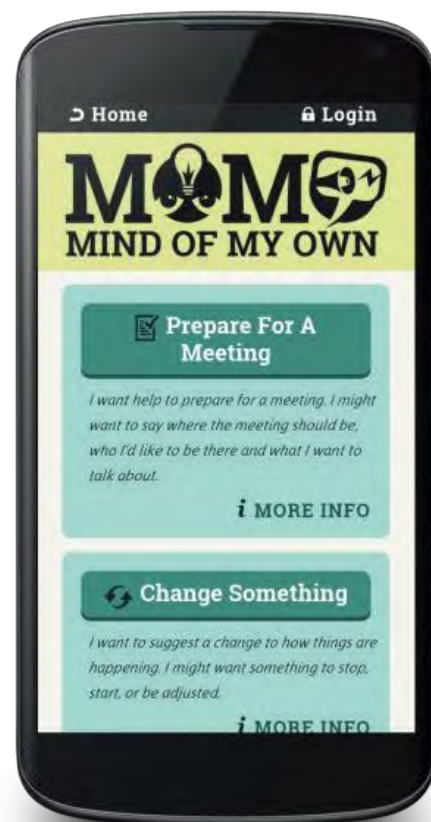 Home Login
MOMO
MIND OF MY OWN
Prepare For A
Meeting
I want help to prepare for a meeting. I might
want to say where the meeting should be,
who I'd like to be there and what I want to
talk about.
i MORE INFO
Change Something
I want to suggest a change to how things are
happening. I might want something to stop,
start, or be adjusted.
i MORE INFO